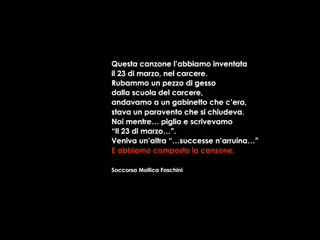 Questa canzone l'abbiamo inventata
il 23 di marzo, nel carcere.
Rubammo un pezzo di gesso
dalla scuola del carcere,
andavamo a un gabinetto che c'era,
stava un paravento che si chiudeva.
Noi mentre... piglia e scrivevamo
"Il 23 di marzo...".
Veniva un'altra "...successe n'arruina..."
E abbiamo composto la canzone.
Soccorsa Mollica Foschini